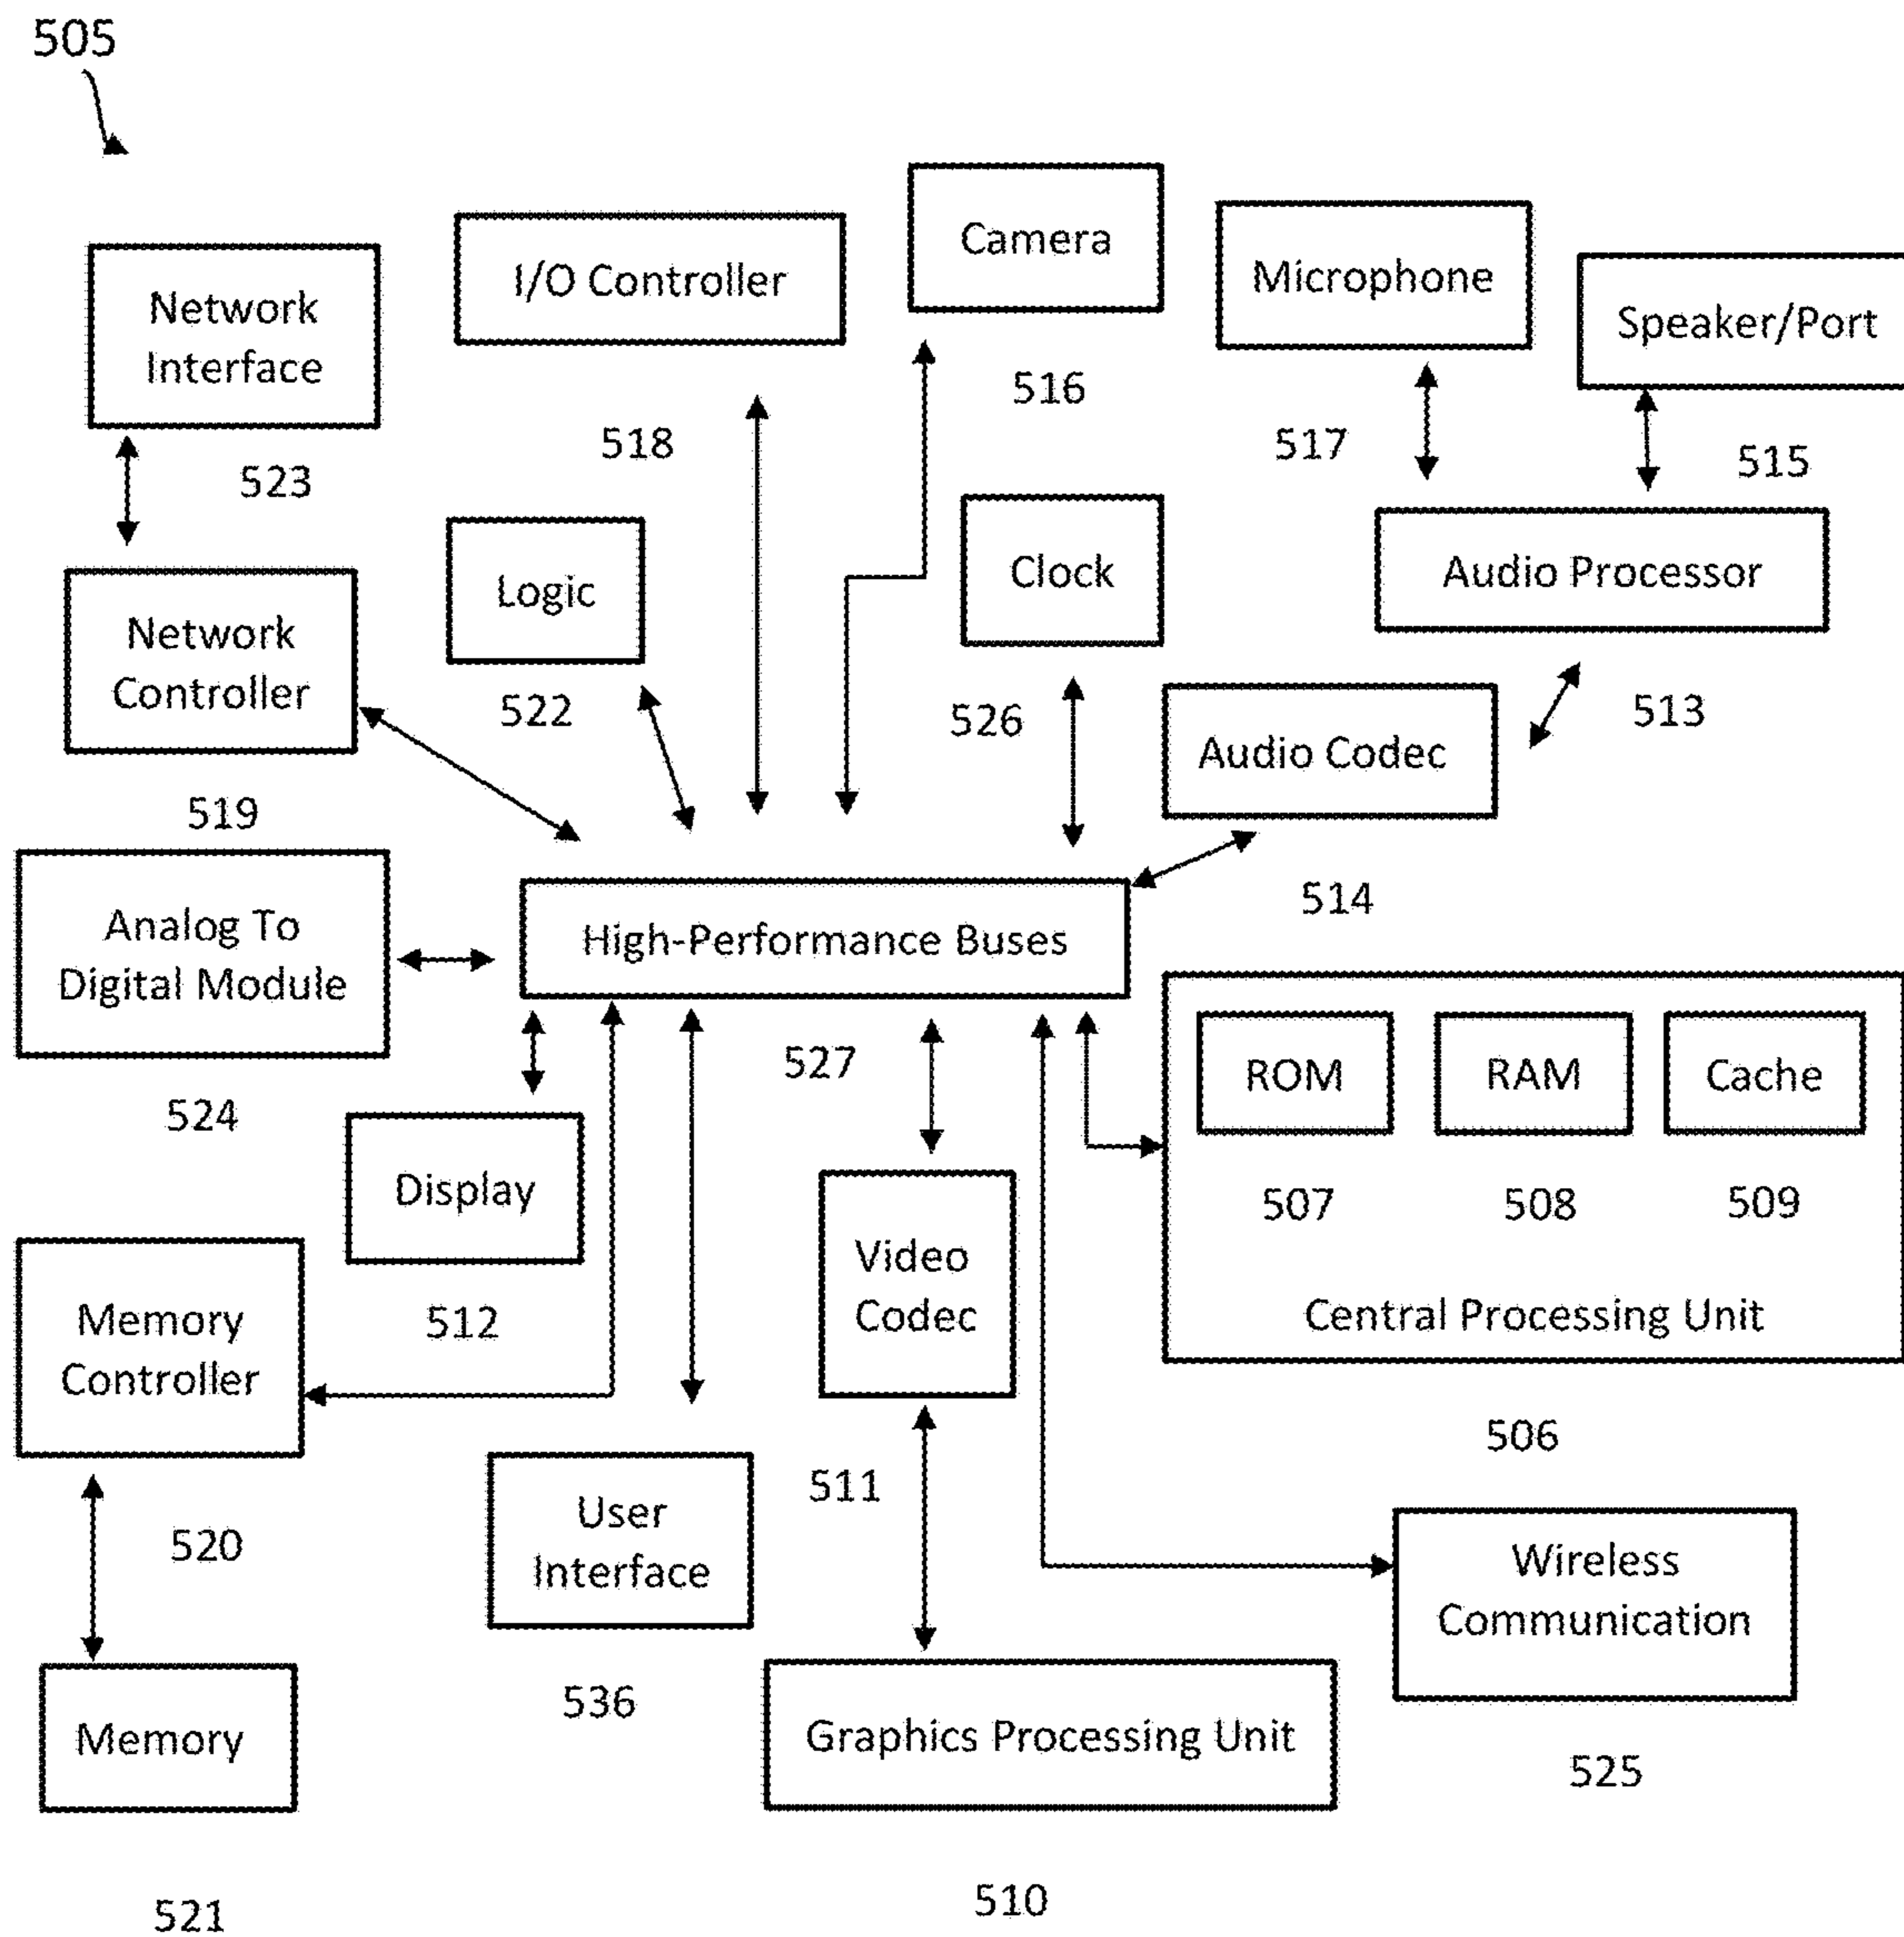 505
Camera
516
Microphone
517
Speaker/Port
515
I/O Controller
518
Network
Interface
523
Logic
522
Clock
526
Audio Processor
513
Network
Controller
519
Audio Codec
514
Analog To
Digital Module
524
High-Performance Buses
527
ROM
507
RAM
508
Cache
509
Central Processing Unit
506
Display
512
Video
Codec
511
Memory
Controller
520
User
Interface
536
Wireless
Communication
525
Memory
521
Graphics Processing Unit
510